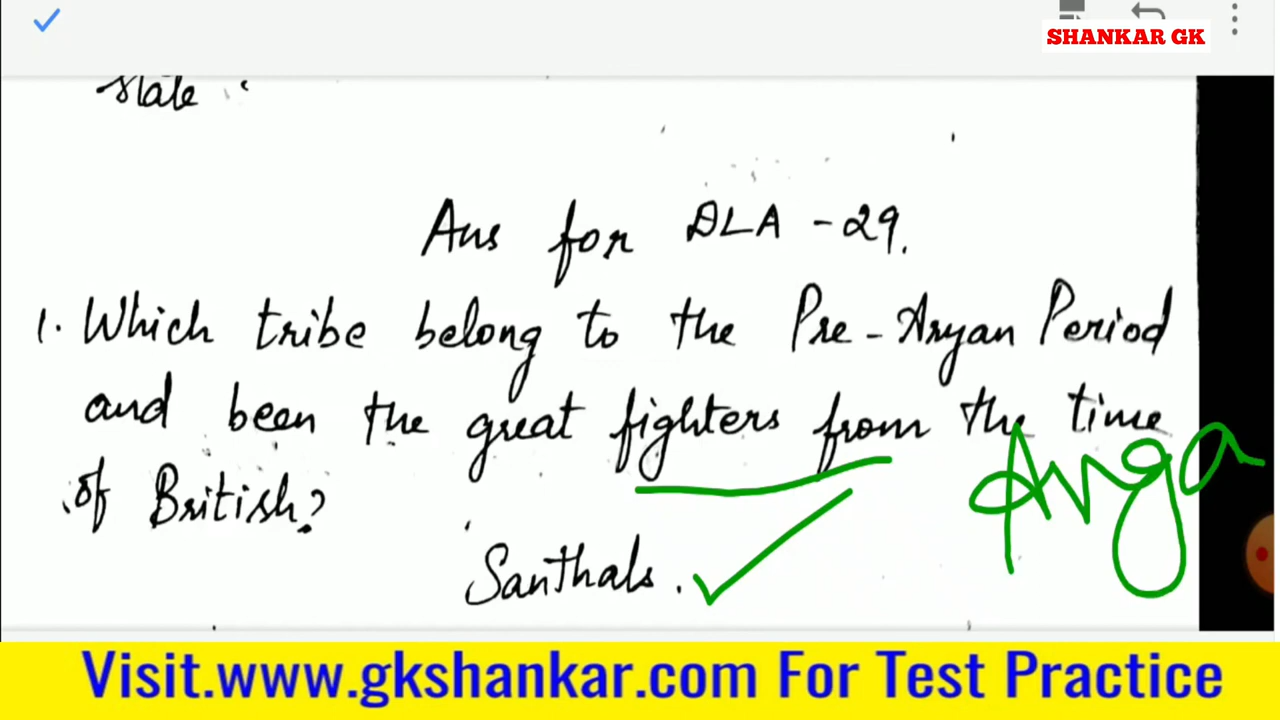 SHANKAR GK
state :
Ans for DLA - 29.
1. Which tribe belong to the Pre-Aryan Period
and been the great fighters from the time
of British?
Santhals.
Visit.www.gkshankar.com For Test Practice